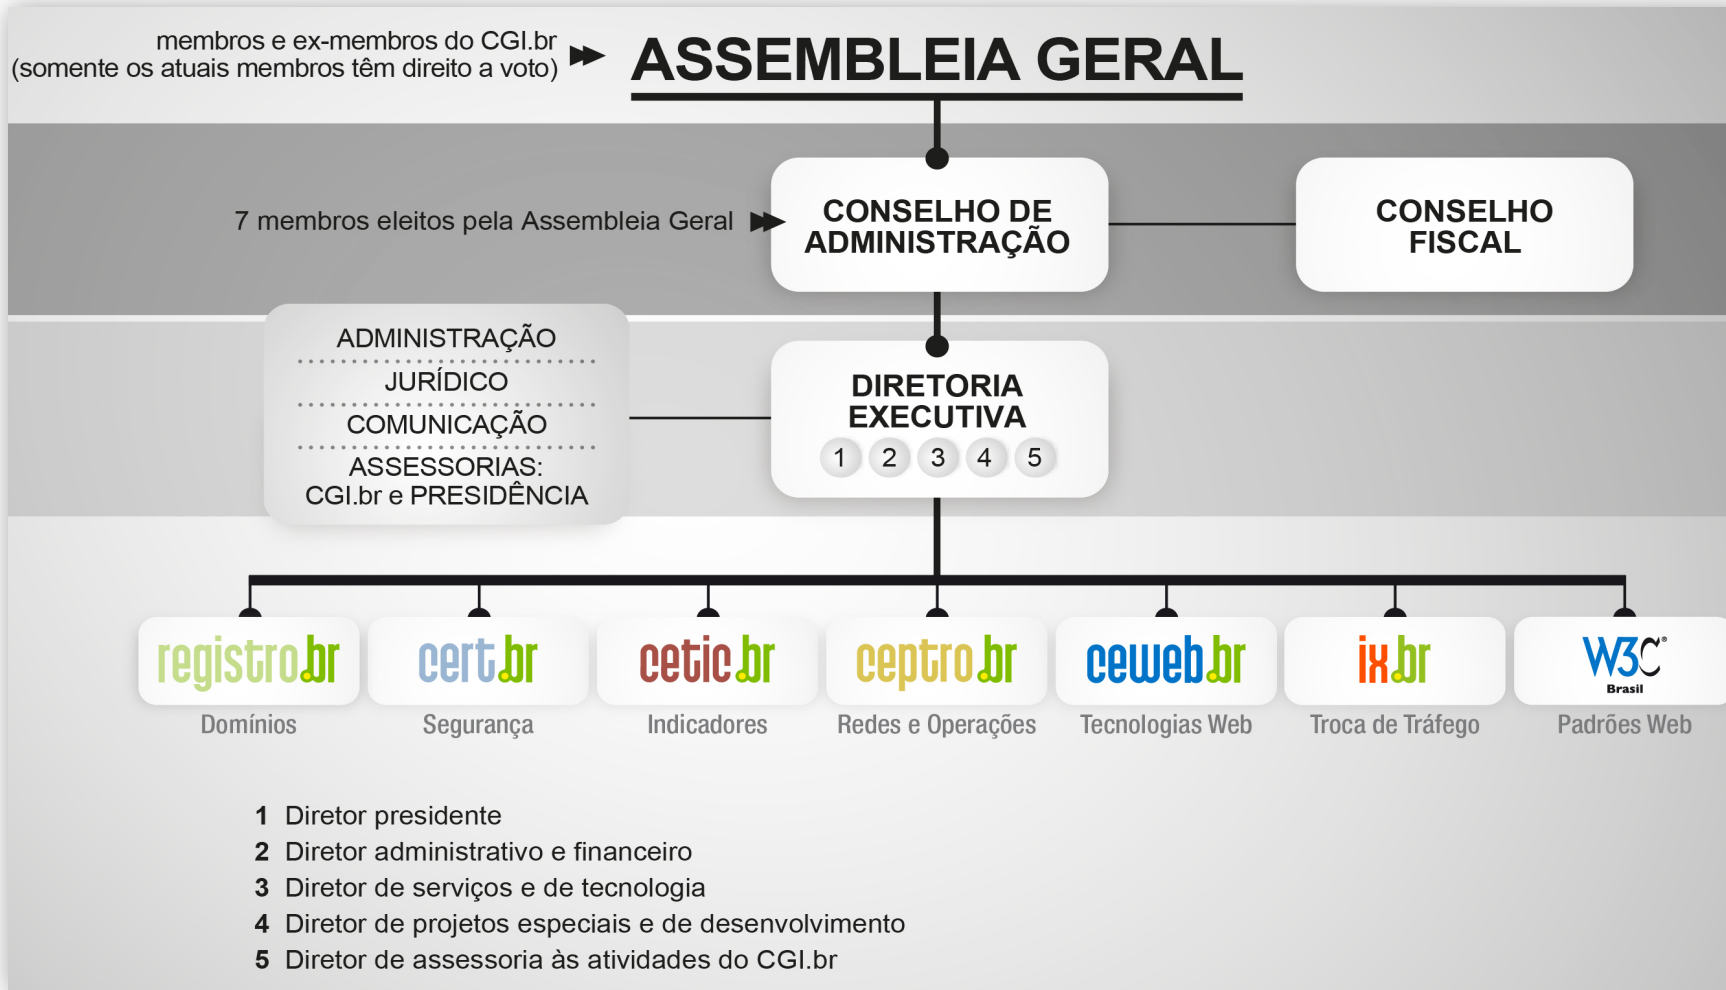 membros e ex-membros do CGI.br
(somente os atuais membros têm direito a voto)
ASSEMBLEIA GERAL
7 membros eleitos pela Assembleia Geral
CONSELHO DE
ADMINISTRAÇÃO
CONSELHO
FISCAL
ADMINISTRAÇÃO
JURÍDICO
COMUNICAÇÃO
ASSESSORIAS:
CGI.br e PRESIDÊNCIA
DIRETORIA
EXECUTIVA
1 2 3 4 5
registro.br
Domínios
cert.br
Segurança
cetic.br
Indicadores
ceptro.br
Redes e Operações
ceweb.br
Tecnologias Web
ix.br
Troca de Tráfego
W3C®
Brasil
Padrões Web
1 Diretor presidente
2 Diretor administrativo e financeiro
3 Diretor de serviços e de tecnologia
4 Diretor de projetos especiais e de desenvolvimento
5 Diretor de assessoria às atividades do CGI.br